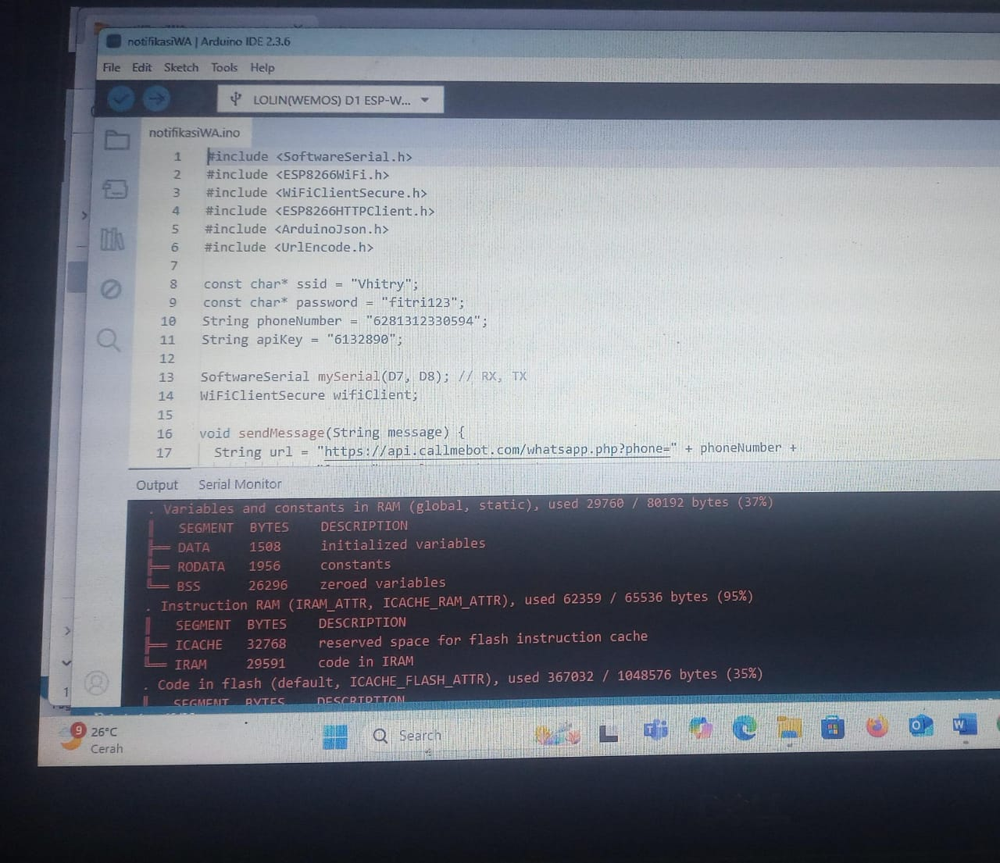 notifikasiWA | Arduino IDE 2.3.6
File Edit Sketch Tools Help
LOLIN(WEMOS) D1 ESP-W...
notifikasiWA.ino
1 #include <SoftwareSerial.h>
2 #include <ESP8266WiFi.h>
3 #include <WiFiClientSecure.h>
4 #include <ESP8266HTTPClient.h>
5 #include <ArduinoJson.h>
6 #include <UrlEncode.h>
7
8 const char* ssid = "Vhitry";
9 const char* password = "fitri123";
10 String phoneNumber = "6281312330594";
11 String apiKey = "6132890";
12
13 SoftwareSerial mySerial(D7, D8); // RX, TX
14 WiFiClientSecure wifiClient;
15
16 void sendMessage(String message) {
17 String url = "https://api.callmebot.com/whatsapp.php?phone=" + phoneNumber +
Output Serial Monitor
. Variables and constants in RAM (global, static), used 29760 / 80192 bytes (37%)
SEGMENT BYTES DESCRIPTION
DATA 1508 initialized variables
RODATA 1956 constants
BSS 26296 zeroed variables
. Instruction RAM (IRAM_ATTR, ICACHE_RAM_ATTR), used 62359 / 65536 bytes (95%)
SEGMENT BYTES DESCRIPTION
ICACHE 32768 reserved space for flash instruction cache
IRAM 29591 code in IRAM
. Code in flash (default, ICACHE_FLASH_ATTR), used 367032 / 1048576 bytes (35%)
SEGMENT BYTES DESCRIPTION
1
9
26°C
Cerah
Search